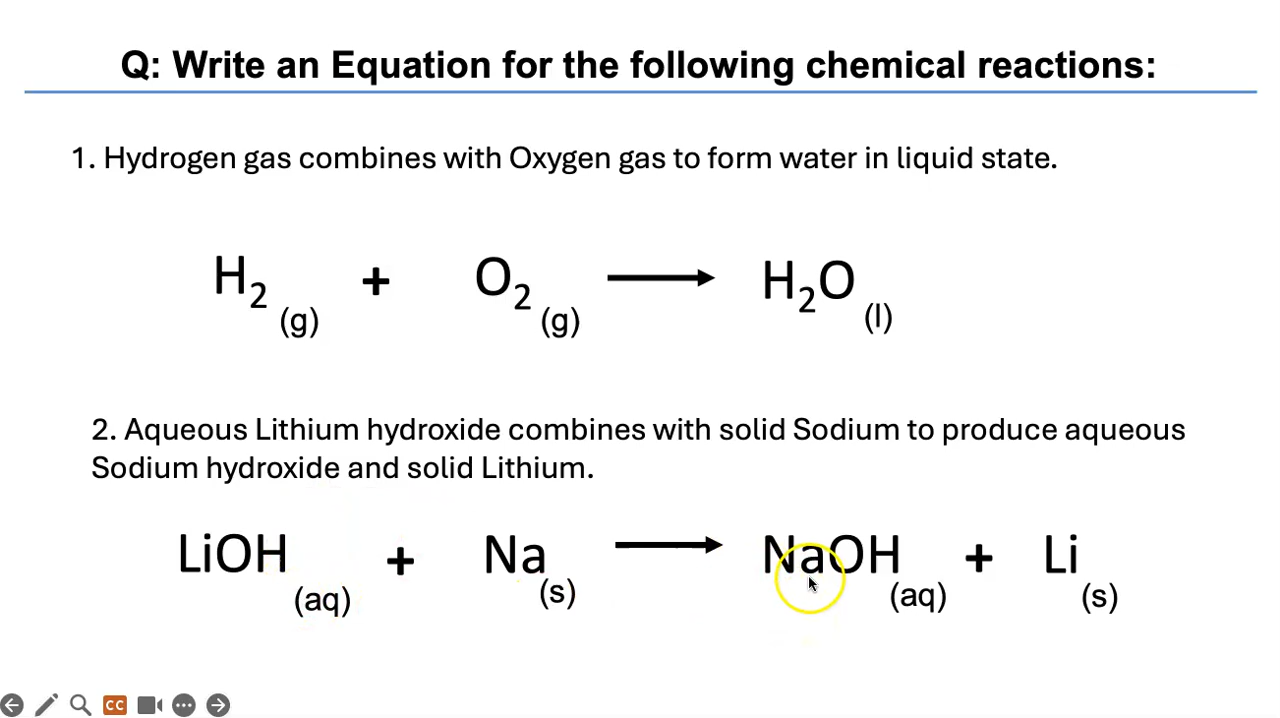 Q: Write an Equation for the following chemical reactions:
1. Hydrogen gas combines with Oxygen gas to form water in liquid state.
H₂ (g) + O₂ (g) ⟶ H₂O (l)
2. Aqueous Lithium hydroxide combines with solid Sodium to produce aqueous
Sodium hydroxide and solid Lithium.
LiOH (aq) + Na (s) ⟶ NaOH (aq) + Li (s)
CC